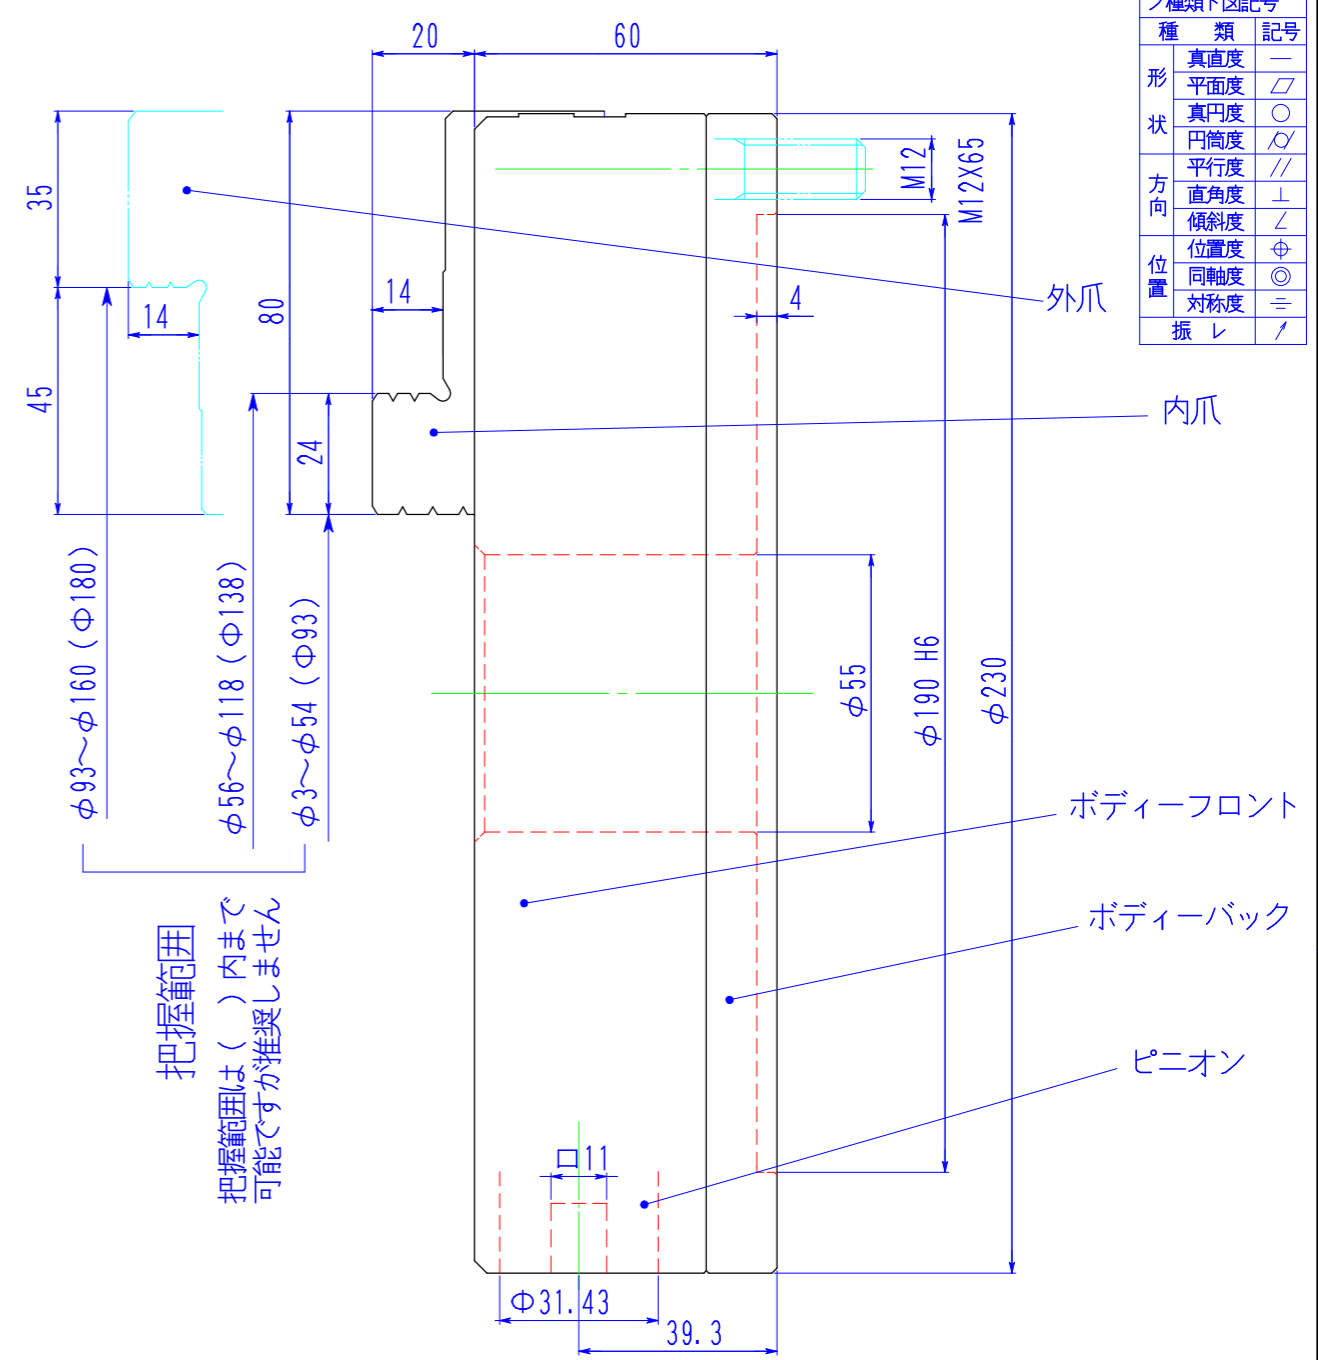 種 類 記号
形状
真直度 —
平面度 ▱
真円度 ○
円筒度 ⌭
方向
平行度 //
直角度 ⊥
傾斜度 ∠
位置
位置度 ⌖
同軸度 ◎
対称度 ⌯
振レ ↗
20
60
35
45
14
80
14
24
4
M12
M12X65
外爪
内爪
φ93〜φ160 (Φ180)
φ56〜φ118 (Φ138)
φ3〜φ54 (Φ93)
φ55
φ190 H6
φ230
ボディーフロント
ボディーバック
ピニオン
把握範囲
把握範囲は( )内まで
可能ですが推奨しません
口11
Φ31.43
39.3